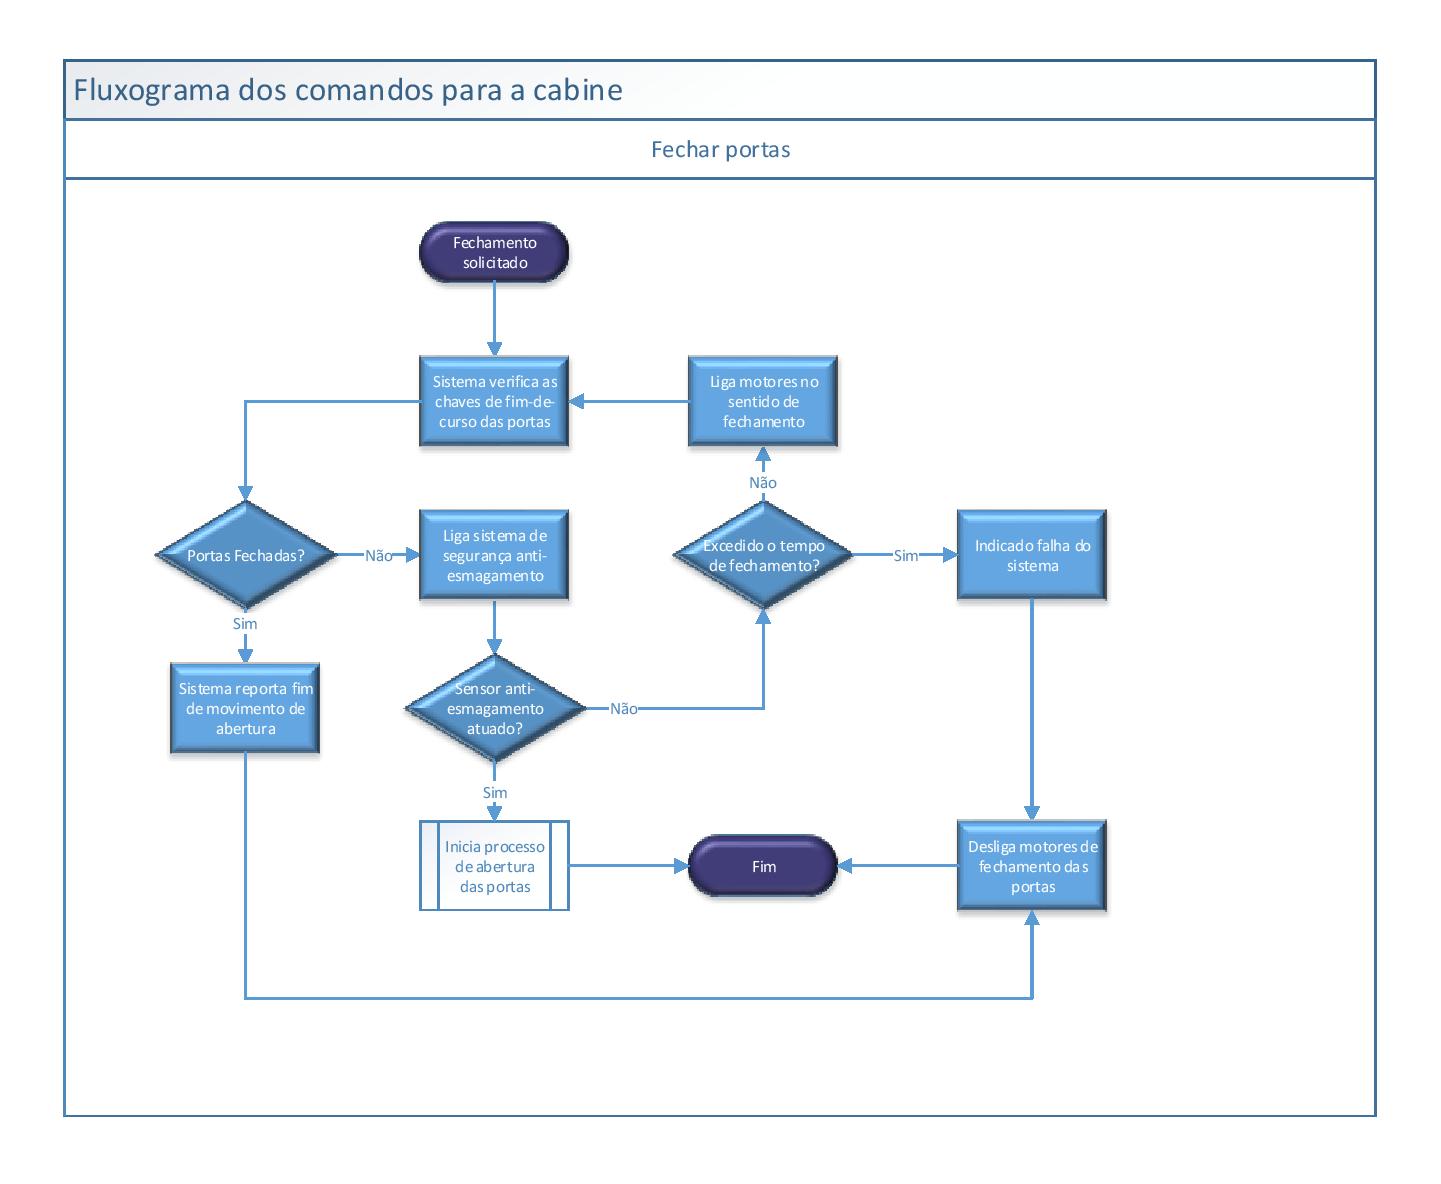 Fluxograma dos comandos para a cabine
Fechar portas
Fechamento
solicitado
Sistema verifica as
chaves de fim-de-
curso das portas
Liga motores no
sentido de
fechamento
Não
Portas Fechadas?
Não
Liga sistema de
segurança anti-
esmagamento
Excedido o tempo
de fechamento?
Sim
Indicado falha do
sistema
Sim
Sistema reporta fim
de movimento de
abertura
Sensor anti-
esmagamento
atuado?
Não
Sim
Inicia processo
de abertura
das portas
Fim
Desliga motores de
fechamento das
portas